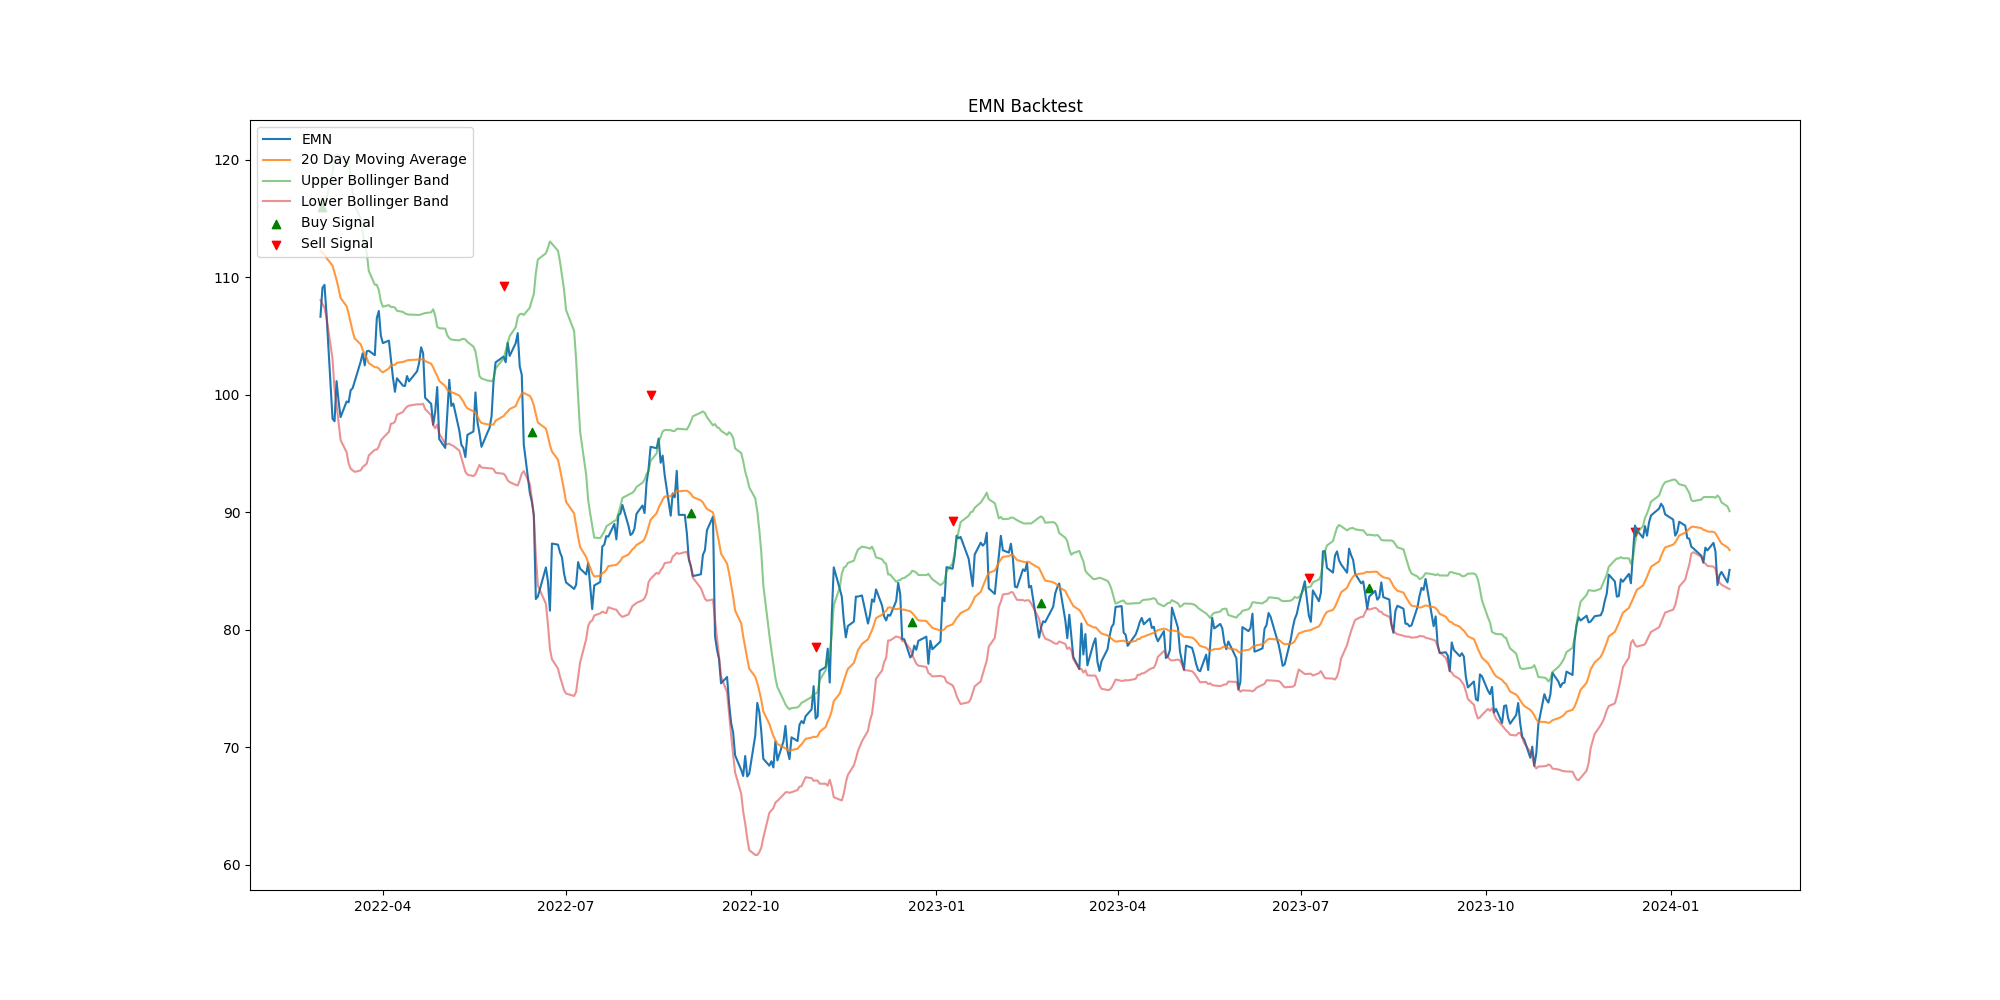 EMN Backtest
EMN
20 Day Moving Average
Upper Bollinger Band
Lower Bollinger Band
Buy Signal
Sell Signal
120
110
100
90
80
70
60
2022-04 2022-07 2022-10 2023-01 2023-04 2023-07 2023-10 2024-01